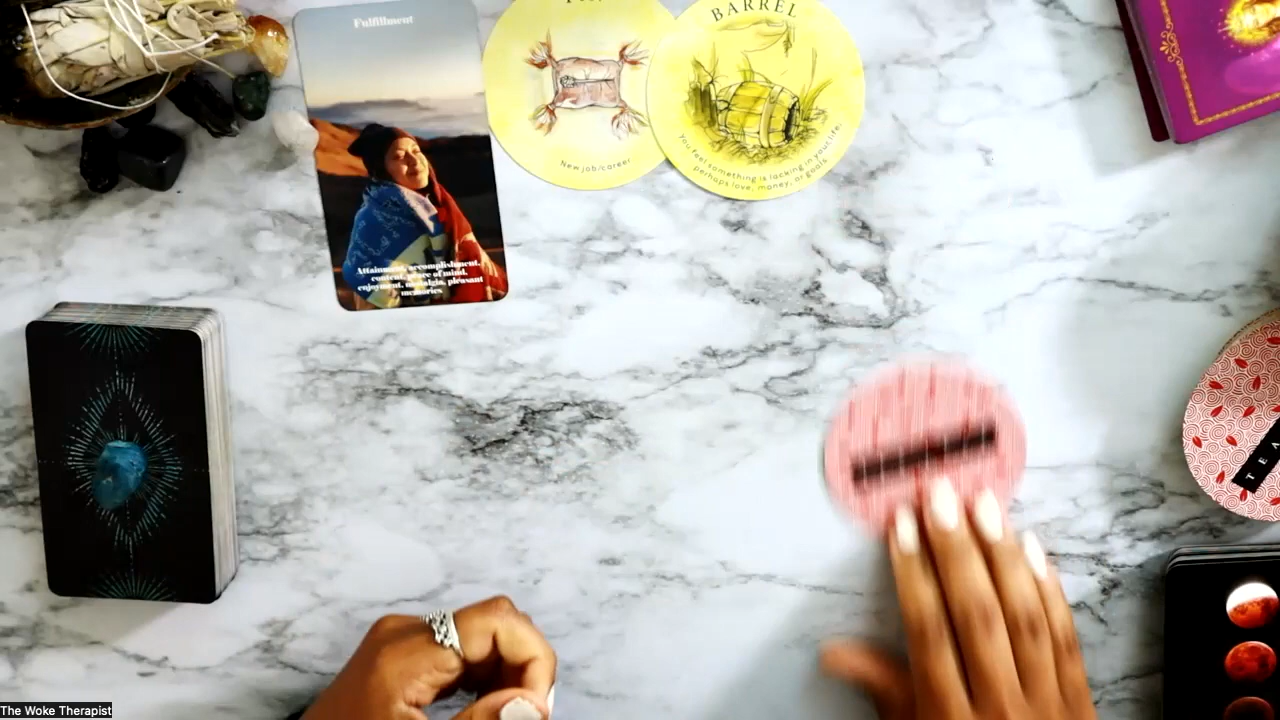 Fulfillment
Attainment, accomplishment,
content, peace of mind,
enjoyment, nostalgia, pleasant
memories
New job/career
BARREL
You feel something is lacking in your life,
perhaps love, money, or goals.
T E A
The Woke Therapist